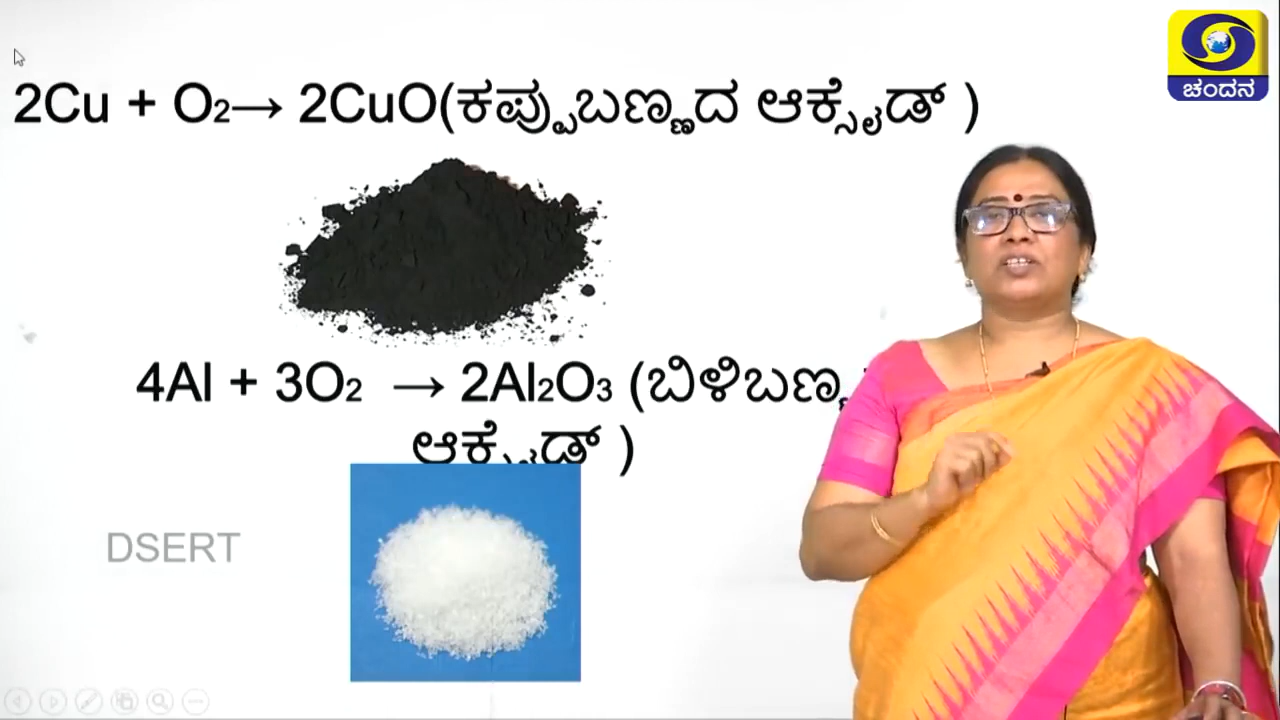 ಚಂದನ
2Cu + O2→ 2CuO(ಕಪ್ಪುಬಣ್ಣದ ಆಕ್ಸೈಡ್ )
4Al + 3O2 → 2Al2O3 (ಬಿಳಿಬಣ್ಣ
ಆಕ್ಸೈಡ್ )
DSERT